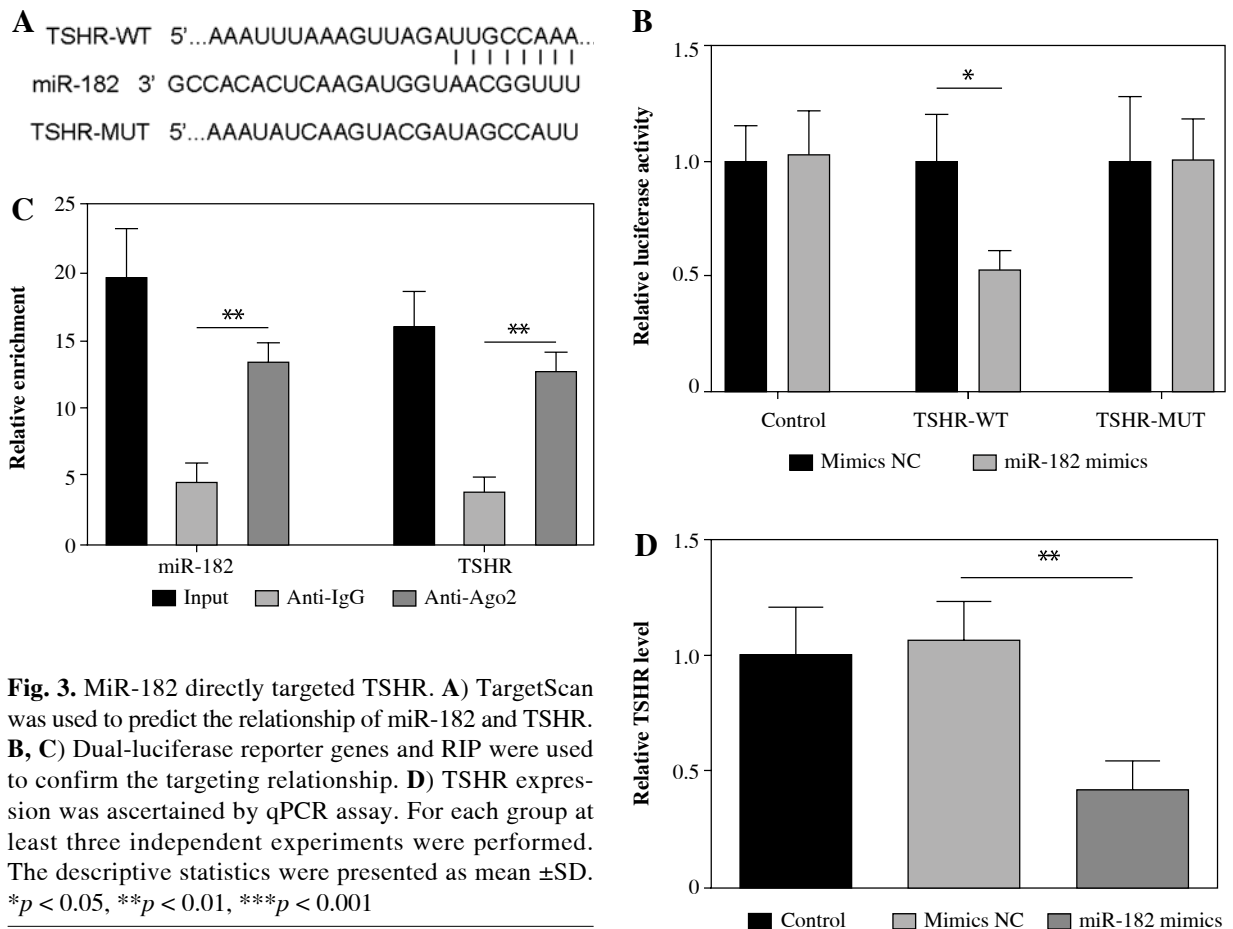 A
TSHR-WT 5'...AAAUUUAAAGUUAGAUUGCCAAA...
miR-182 3' GCCACACUCAAGAUGGUAACGGUUU
TSHR-MUT 5'...AAAUAUCAAGUACGAUAGCCAUU
B
Relative luciferase activity
1.5
1.0
0.5
0
*
Control TSHR-WT TSHR-MUT
Mimics NC miR-182 mimics
C
Relative enrichment
25
20
15
10
5
0
** **
miR-182 TSHR
Input Anti-IgG Anti-Ago2
D
Relative TSHR level
1.5
1.0
0.5
0
**
Control Mimics NC miR-182 mimics
Fig. 3. MiR-182 directly targeted TSHR. A) TargetScan
was used to predict the relationship of miR-182 and TSHR.
B, C) Dual-luciferase reporter genes and RIP were used
to confirm the targeting relationship. D) TSHR expres-
sion was ascertained by qPCR assay. For each group at
least three independent experiments were performed.
The descriptive statistics were presented as mean ±SD.
*p < 0.05, **p < 0.01, ***p < 0.001